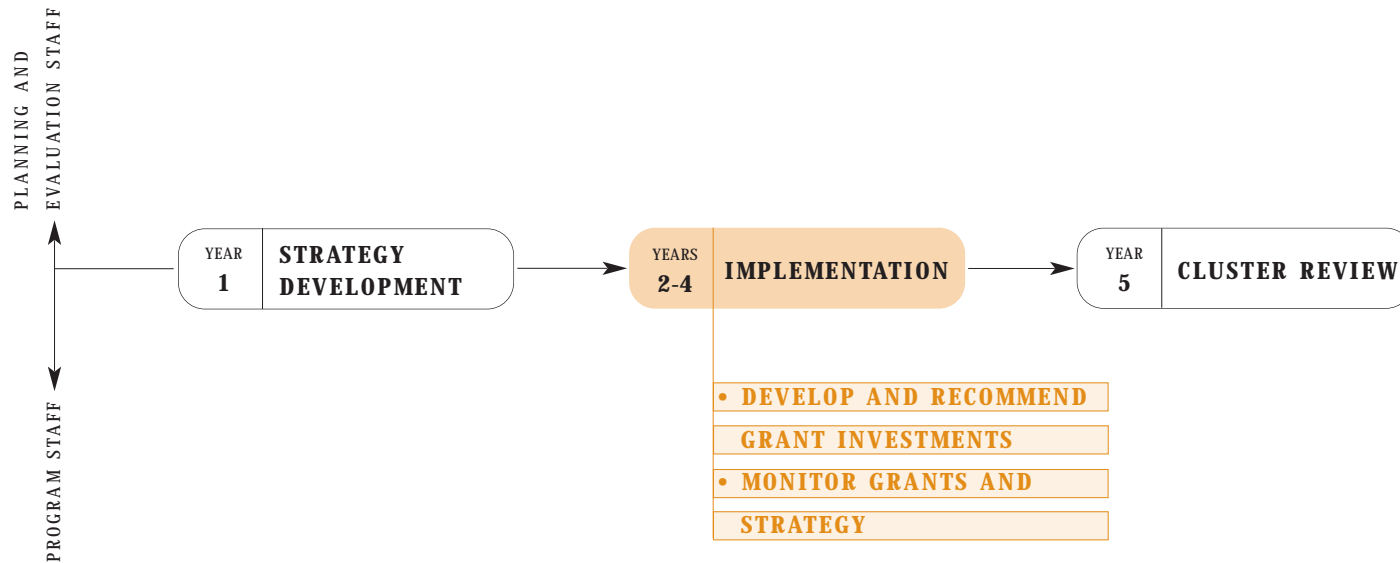 PLANNING AND
EVALUATION STAFF
YEAR
1
STRATEGY
DEVELOPMENT
YEARS
2-4
IMPLEMENTATION
YEAR
5
CLUSTER REVIEW
• DEVELOP AND RECOMMEND
GRANT INVESTMENTS
• MONITOR GRANTS AND
STRATEGY
PROGRAM STAFF